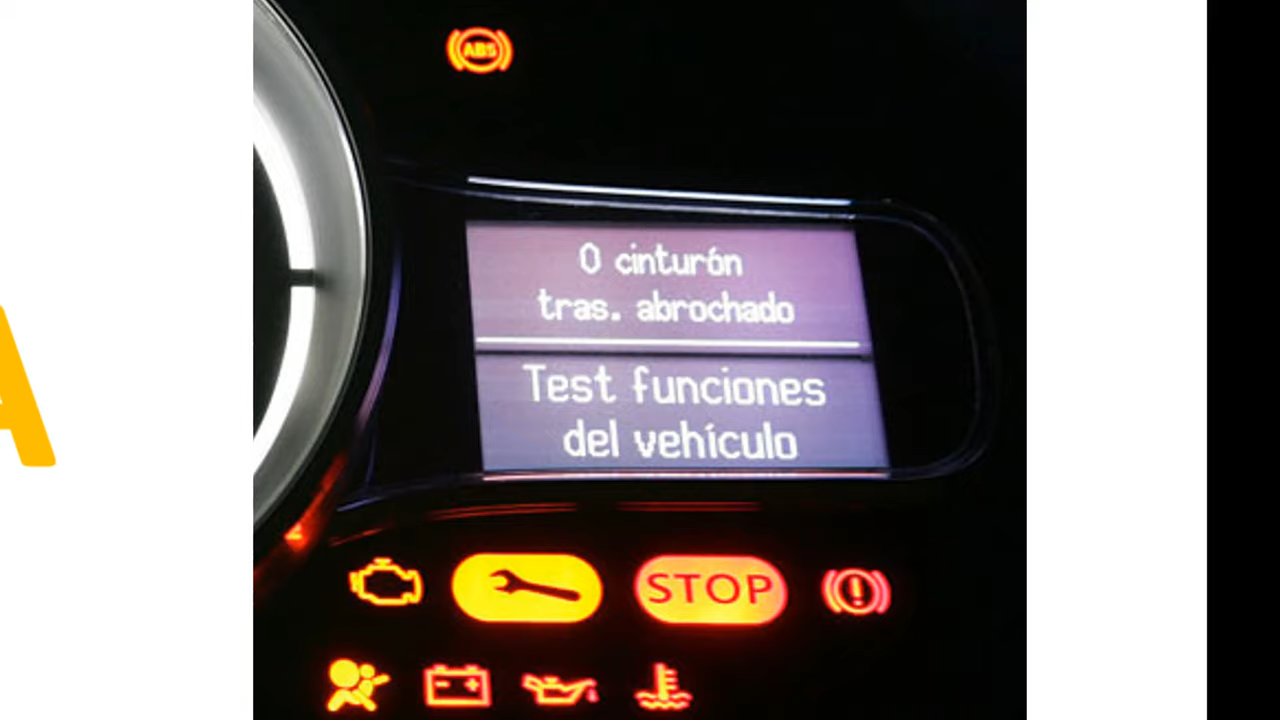 A
ABS
0 cinturón
tras. abrochado
Test funciones
del vehículo
STOP